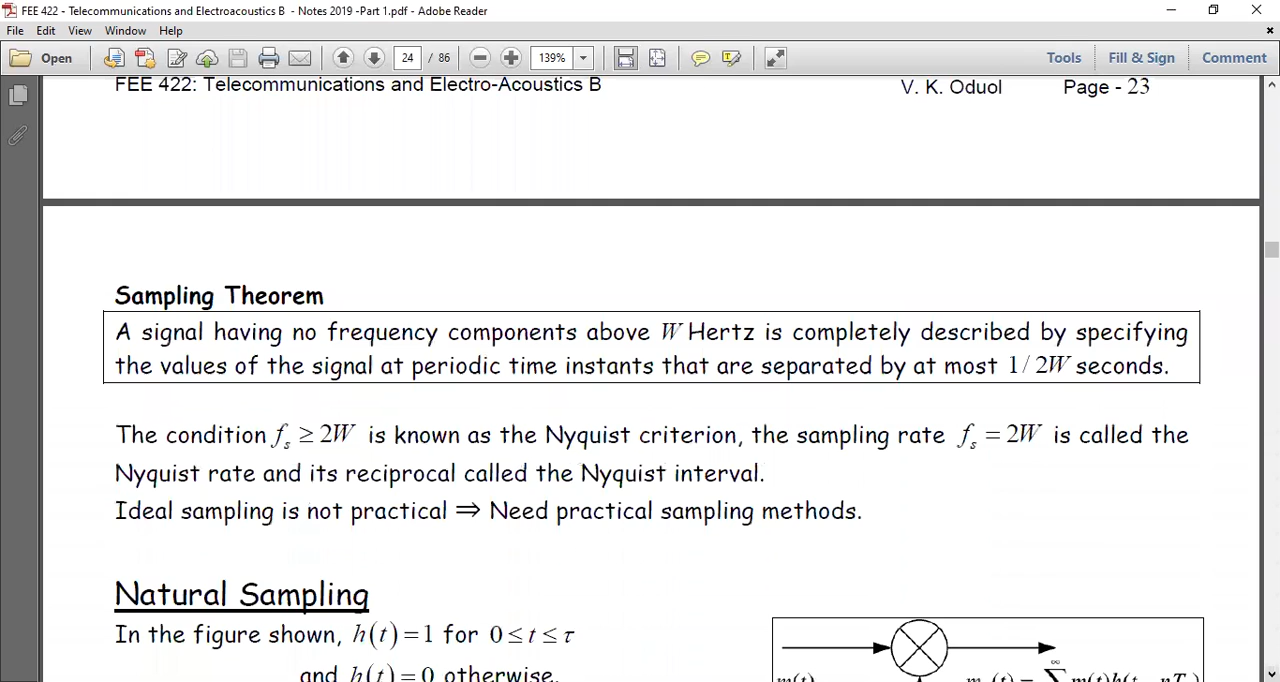 FEE 422 - Telecommunications and Electroacoustics B - Notes 2019 -Part 1.pdf - Adobe Reader
File Edit View Window Help
Open 24 / 86 139% Tools Fill & Sign Comment
FEE 422: Telecommunications and Electro-Acoustics B V. K. Oduol Page - 23
Sampling Theorem
A signal having no frequency components above W Hertz is completely described by specifying
the values of the signal at periodic time instants that are separated by at most 1/2W seconds.
The condition fₛ ≥ 2W is known as the Nyquist criterion, the sampling rate fₛ = 2W is called the
Nyquist rate and its reciprocal called the Nyquist interval.
Ideal sampling is not practical ⇒ Need practical sampling methods.
Natural Sampling
In the figure shown, h(t) = 1 for 0 ≤ t ≤ τ
and h(t) = 0 otherwise.